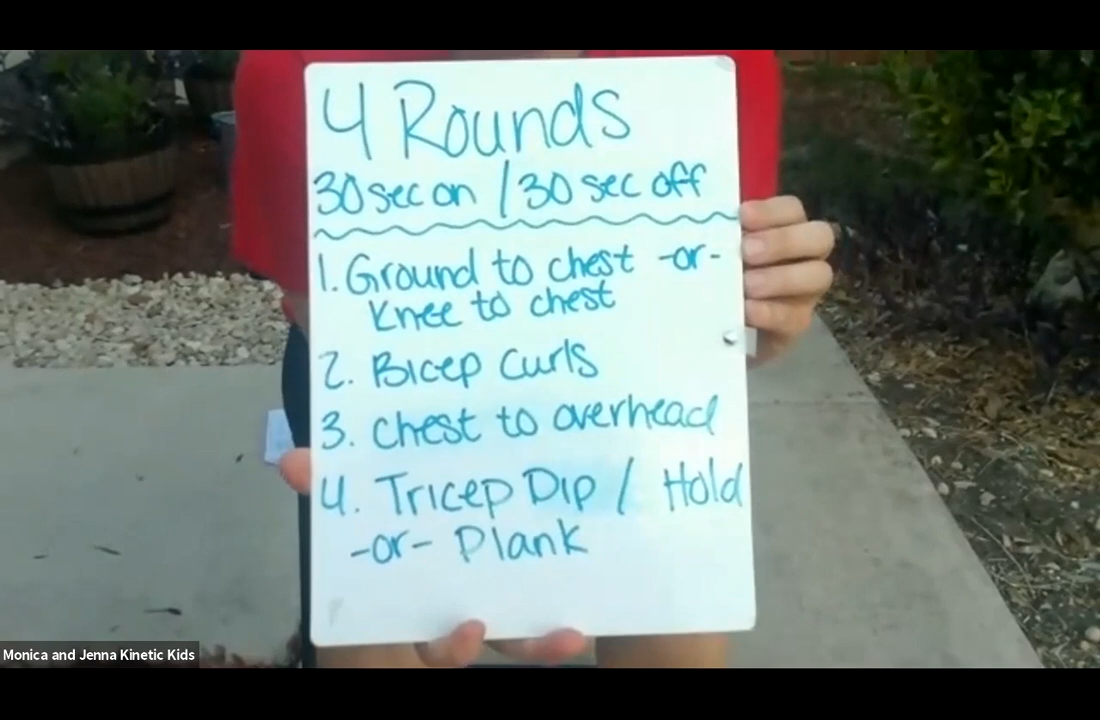 4 Rounds
30 sec on / 30 sec off
1. Ground to chest -or-
Knee to chest
2. Bicep Curls
3. Chest to overhead
4. Tricep Dip / Hold
-or- Plank
Monica and Jenna Kinetic Kids